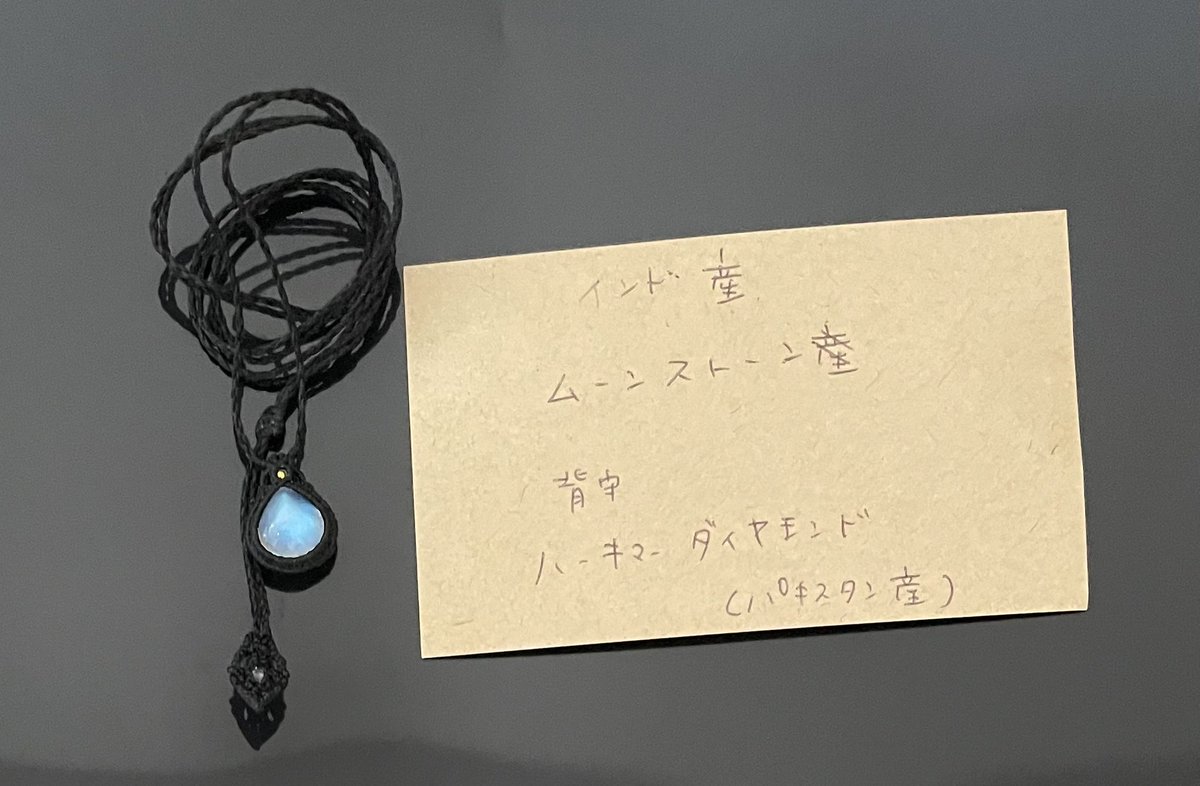 インド産
ムーンストーン産
背守
ハーキマーダイヤモンド
(パキスタン産)